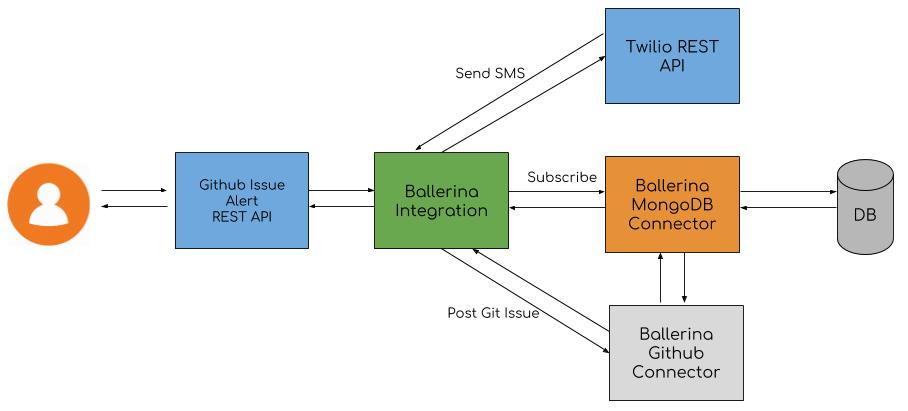 Twilio REST
API
Send SMS
Github Issue
Alert
REST API
Ballerina
Integration
Subscribe
Ballerina
MongoDB
Connector
DB
Post Git Issue
Ballerina
Github
Connector